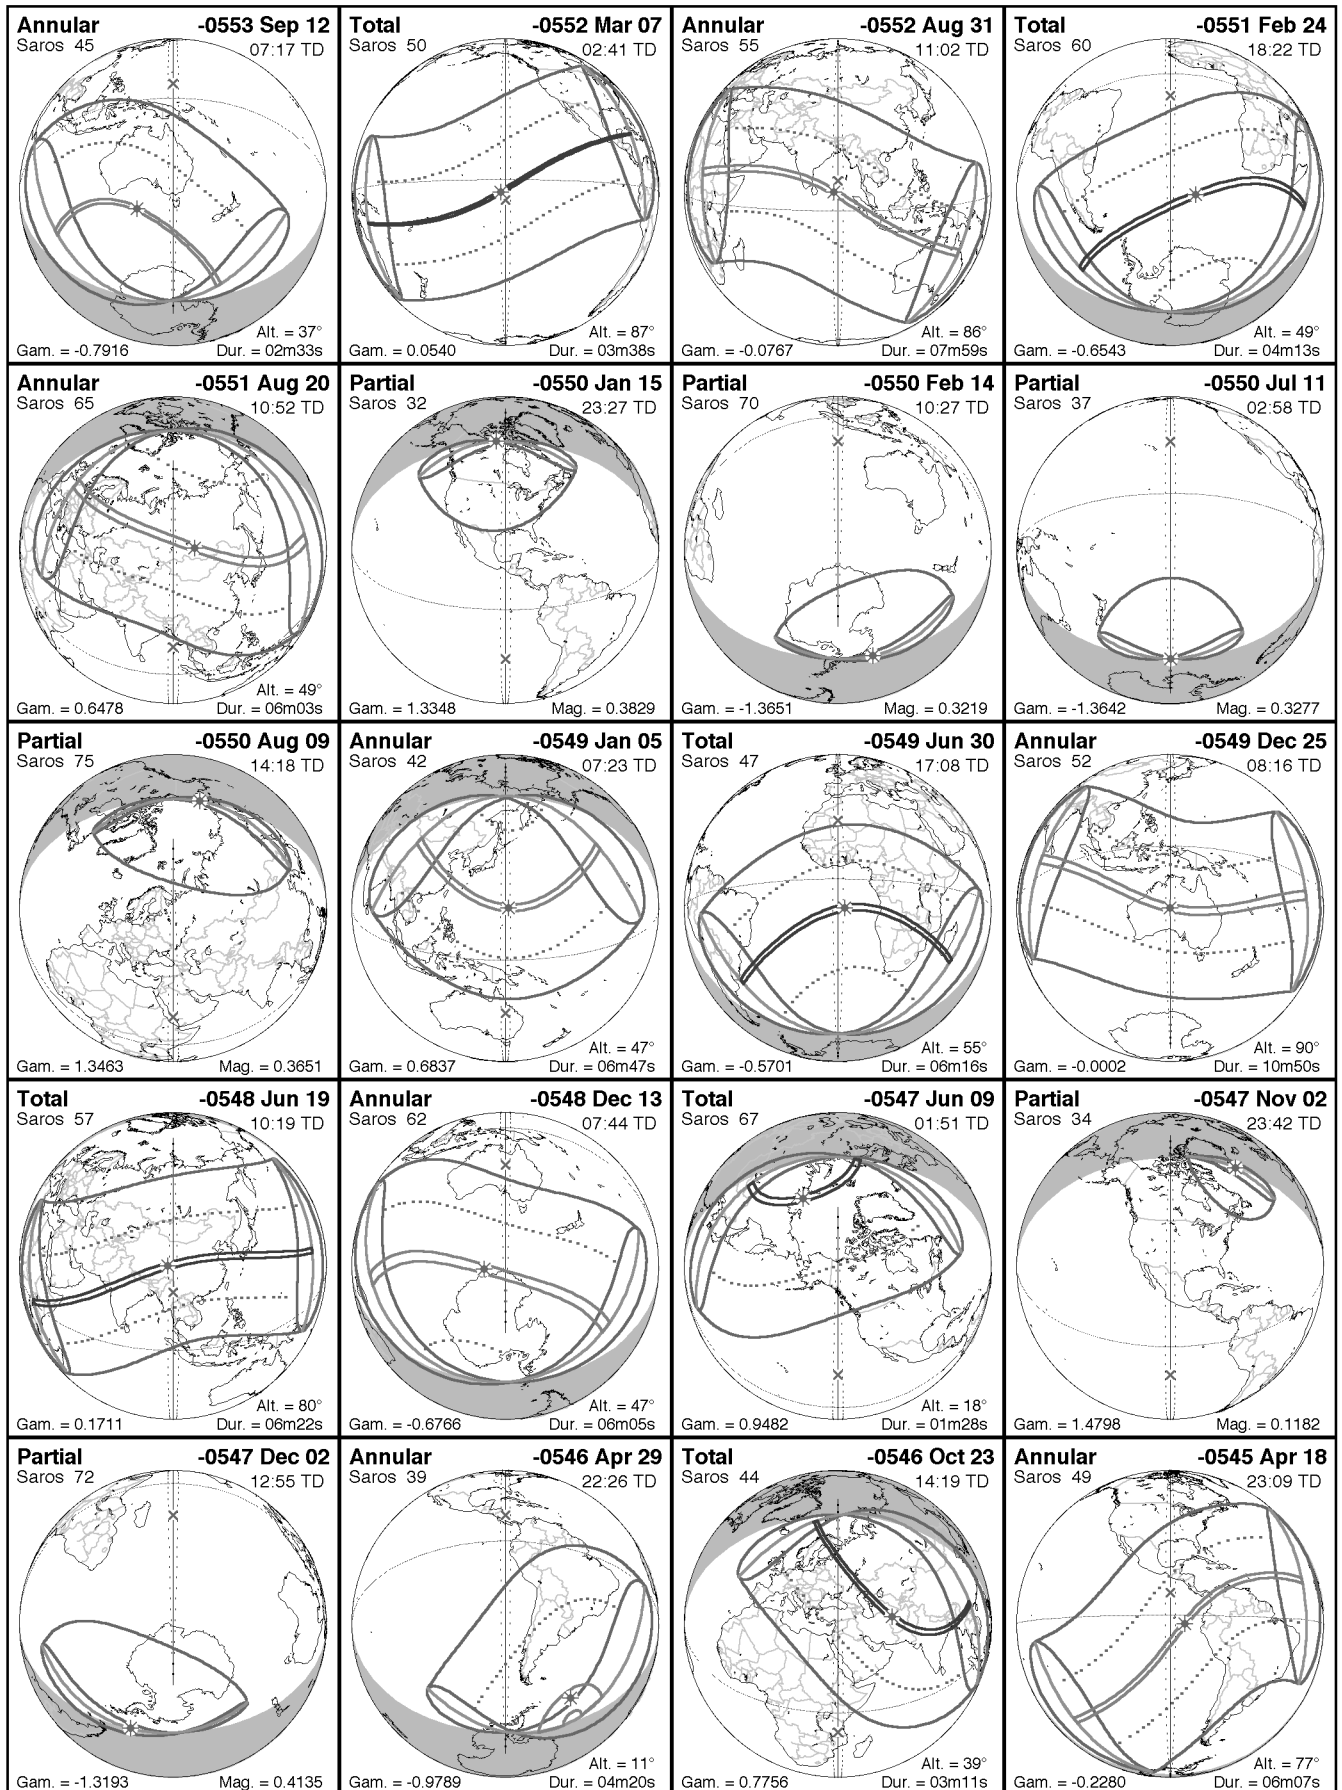 Annular -0553 Sep 12
Saros 45 07:17 TD
Alt. = 37°
Gam. = -0.7916 Dur. = 02m33s
Total -0552 Mar 07
Saros 50 02:41 TD
Alt. = 87°
Gam. = 0.0540 Dur. = 03m38s
Annular -0552 Aug 31
Saros 55 11:02 TD
Alt. = 86°
Gam. = -0.0767 Dur. = 07m59s
Total -0551 Feb 24
Saros 60 18:22 TD
Alt. = 49°
Gam. = -0.6543 Dur. = 04m13s
Annular -0551 Aug 20
Saros 65 10:52 TD
Alt. = 49°
Gam. = 0.6478 Dur. = 06m03s
Partial -0550 Jan 15
Saros 32 23:27 TD
Gam. = 1.3348 Mag. = 0.3829
Partial -0550 Feb 14
Saros 70 10:27 TD
Gam. = -1.3651 Mag. = 0.3219
Partial -0550 Jul 11
Saros 37 02:58 TD
Gam. = -1.3642 Mag. = 0.3277
Partial -0550 Aug 09
Saros 75 14:18 TD
Gam. = 1.3463 Mag. = 0.3651
Annular -0549 Jan 05
Saros 42 07:23 TD
Alt. = 47°
Gam. = 0.6837 Dur. = 06m47s
Total -0549 Jun 30
Saros 47 17:08 TD
Alt. = 55°
Gam. = -0.5701 Dur. = 06m16s
Annular -0549 Dec 25
Saros 52 08:16 TD
Alt. = 90°
Gam. = -0.0002 Dur. = 10m50s
Total -0548 Jun 19
Saros 57 10:19 TD
Alt. = 80°
Gam. = 0.1711 Dur. = 06m22s
Annular -0548 Dec 13
Saros 62 07:44 TD
Alt. = 47°
Gam. = -0.6766 Dur. = 06m05s
Total -0547 Jun 09
Saros 67 01:51 TD
Alt. = 18°
Gam. = 0.9482 Dur. = 01m28s
Partial -0547 Nov 02
Saros 34 23:42 TD
Gam. = 1.4798 Mag. = 0.1182
Partial -0547 Dec 02
Saros 72 12:55 TD
Gam. = -1.3193 Mag. = 0.4135
Annular -0546 Apr 29
Saros 39 22:26 TD
Alt. = 11°
Gam. = -0.9789 Dur. = 04m20s
Total -0546 Oct 23
Saros 44 14:19 TD
Alt. = 39°
Gam. = 0.7756 Dur. = 03m11s
Annular -0545 Apr 18
Saros 49 23:09 TD
Alt. = 77°
Gam. = -0.2280 Dur. = 06m07s